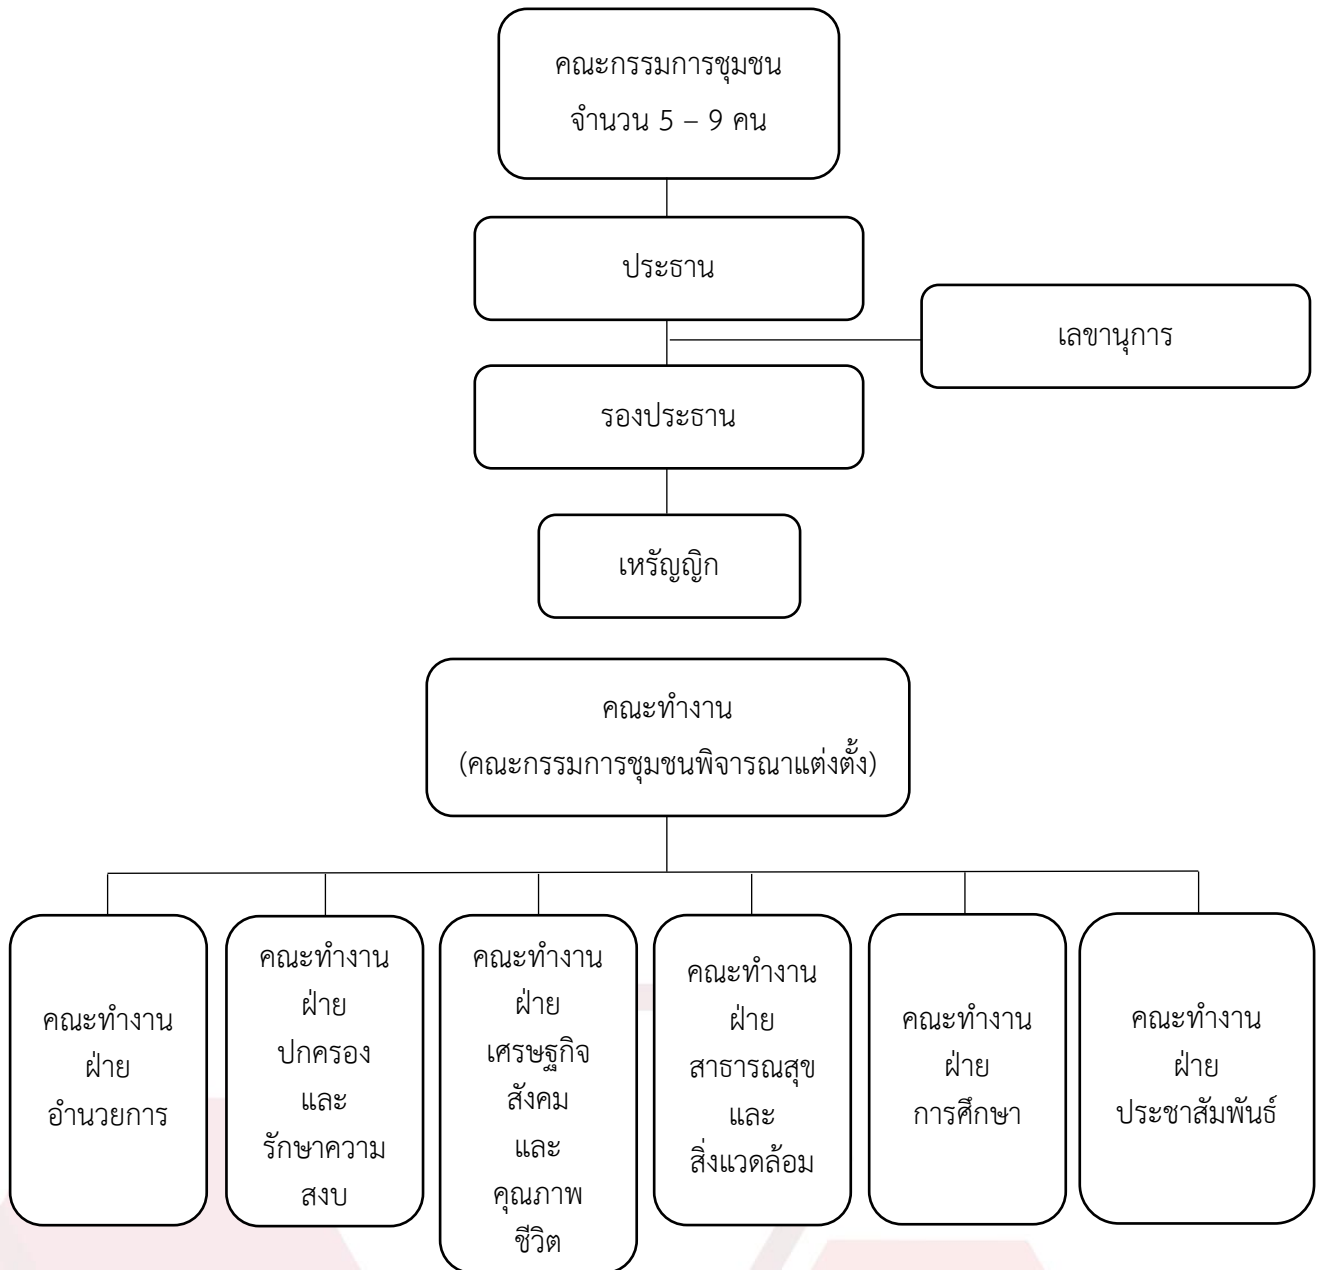 คณะกรรมการชุมชน
จำนวน 5 – 9 คน
ประธาน
เลขานุการ
รองประธาน
เหรัญญิก
คณะทำงาน
(คณะกรรมการชุมชนพิจารณาแต่งตั้ง)
คณะทำงาน
ฝ่าย
อำนวยการ
คณะทำงาน
ฝ่าย
ปกครอง
และ
รักษาความ
สงบ
คณะทำงาน
ฝ่าย
เศรษฐกิจ
สังคม
และ
คุณภาพ
ชีวิต
คณะทำงาน
ฝ่าย
สาธารณสุข
และ
สิ่งแวดล้อม
คณะทำงาน
ฝ่าย
การศึกษา
คณะทำงาน
ฝ่าย
ประชาสัมพันธ์